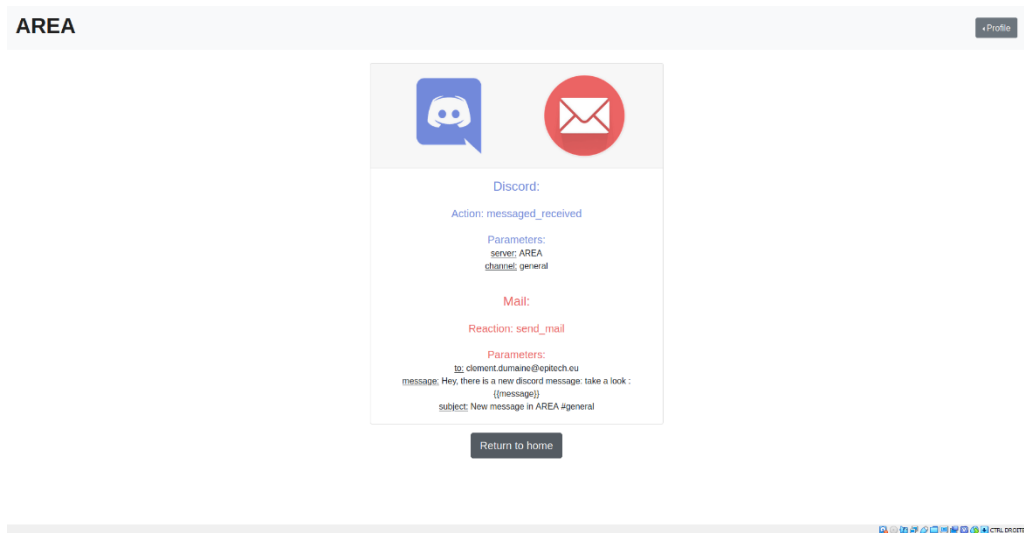 AREA
Profile
Discord:
Action: messaged_received
Parameters:
server: AREA
channel: general
Mail:
Reaction: send_mail
Parameters:
to: clement.dumaine@epitech.eu
message: Hey, there is a new discord message: take a look :
{{message}}
subject: New message in AREA #general
Return to home
CTRL DROITE